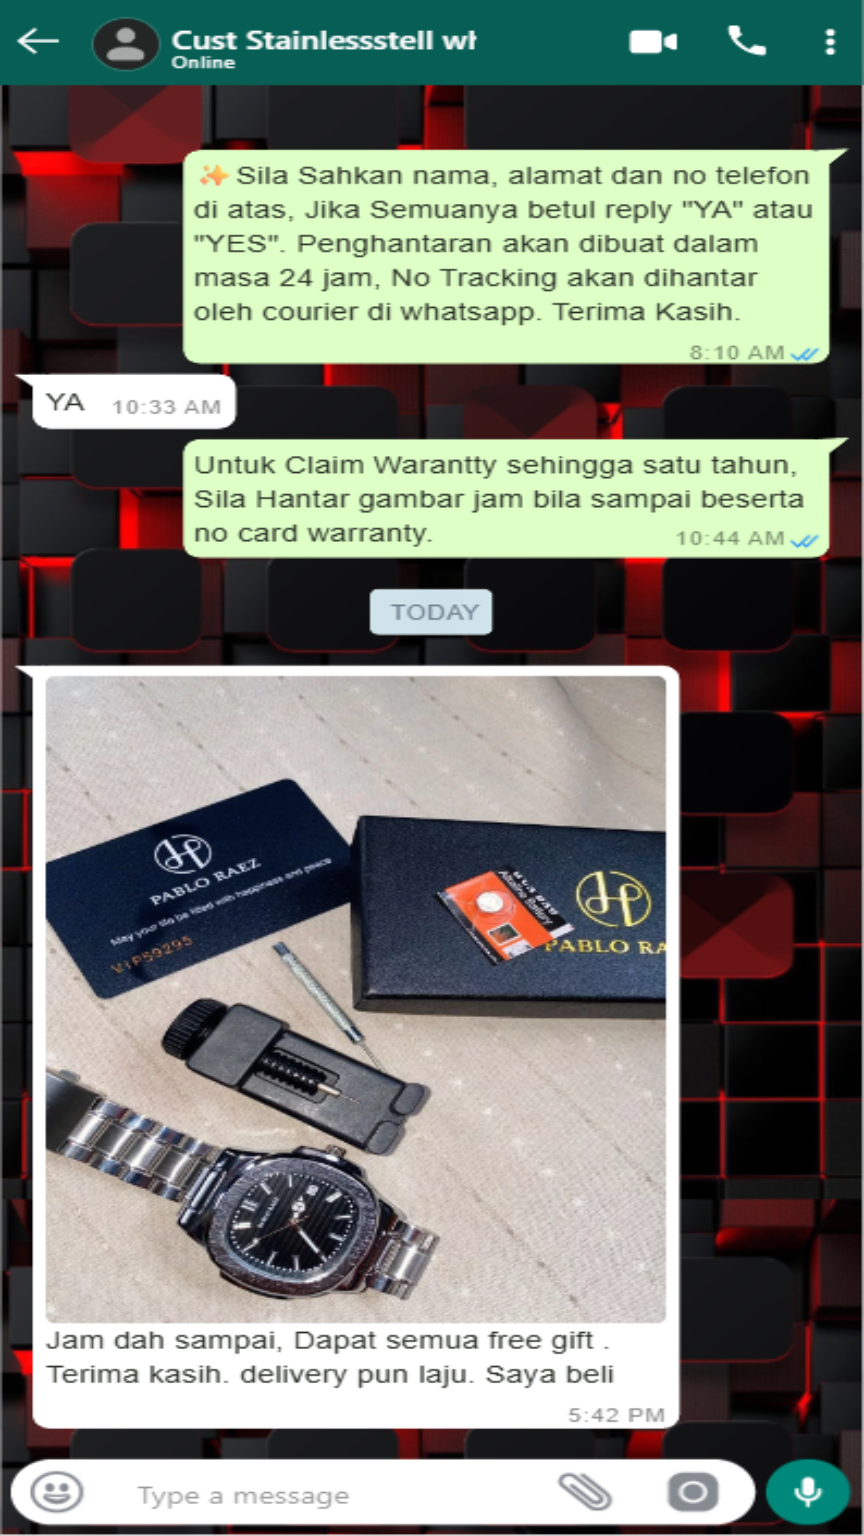 Cust Stainlessstell wh
Online
✨ Sila Sahkan nama, alamat dan no telefon
di atas, Jika Semuanya betul reply "YA" atau
"YES". Penghantaran akan dibuat dalam
masa 24 jam, No Tracking akan dihantar
oleh courier di whatsapp. Terima Kasih.
8:10 AM
YA 10:33 AM
Untuk Claim Warantty sehingga satu tahun,
Sila Hantar gambar jam bila sampai beserta
no card warranty.
10:44 AM
TODAY
PABLO RAEZ
May your life be filled with happiness and peace
VIP59295
Alkaline Battery
PABLO RA
Jam dah sampai, Dapat semua free gift .
Terima kasih. delivery pun laju. Saya beli
5:42 PM
Type a message